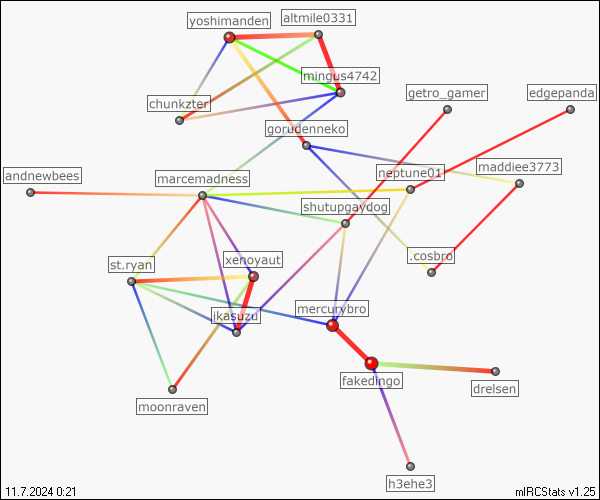 altmile0331
yoshimanden
mingus4742
getro_gamer
edgepanda
chunkzter
gorudenneko
maddiee3773
neptune01
andnewbees
marcemadness
shutupgaydog
.cosbro
xenoyaut
st.ryan
mercurybro
ikasuzu
fakedingo
drelsen
moonraven
h3ehe3
11.7.2024 0:21
mIRCStats v1.25